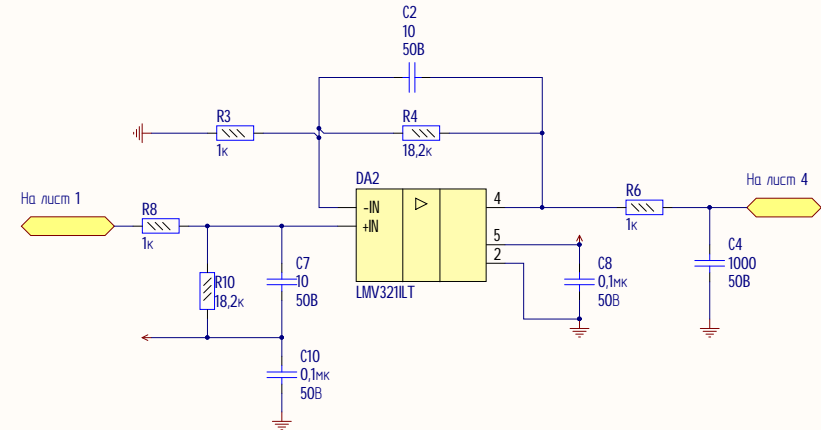 C2
10
50В
R3
1к
R4
18,2к
На лист 1
R8
1к
DA2
-IN
+IN
4
5
2
LMV321ILT
R6
1к
На лист 4
C4
1000
50В
R10
18,2к
C7
10
50В
C8
0,1мк
50В
C10
0,1мк
50В